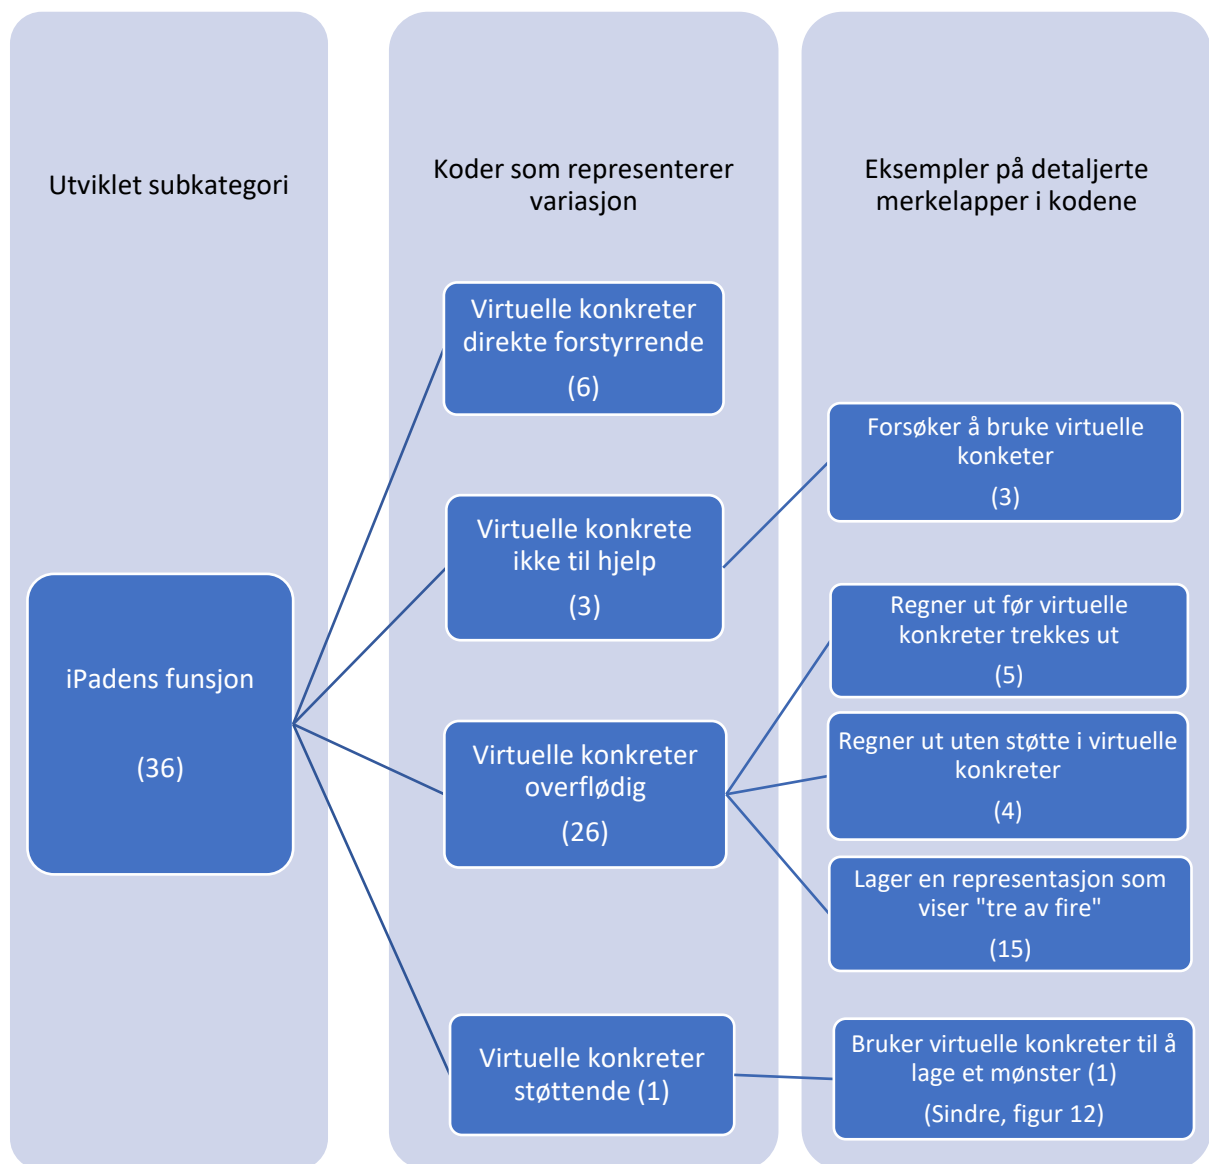 Utviklet subkategori
Koder som representerer
variasjon
Eksempler på detaljerte
merkelapper i kodene
iPadens funsjon
(36)
Virtuelle konkreter
direkte forstyrrende
(6)
Virtuelle konkrete
ikke til hjelp
(3)
Virtuelle konkreter
overflødig
(26)
Virtuelle konkreter
støttende (1)
Forsøker å bruke virtuelle
konketer
(3)
Regner ut før virtuelle
konkreter trekkes ut
(5)
Regner ut uten støtte i virtuelle
konkreter
(4)
Lager en representasjon som
viser "tre av fire"
(15)
Bruker virtuelle konkreter til å
lage et mønster (1)
(Sindre, figur 12)